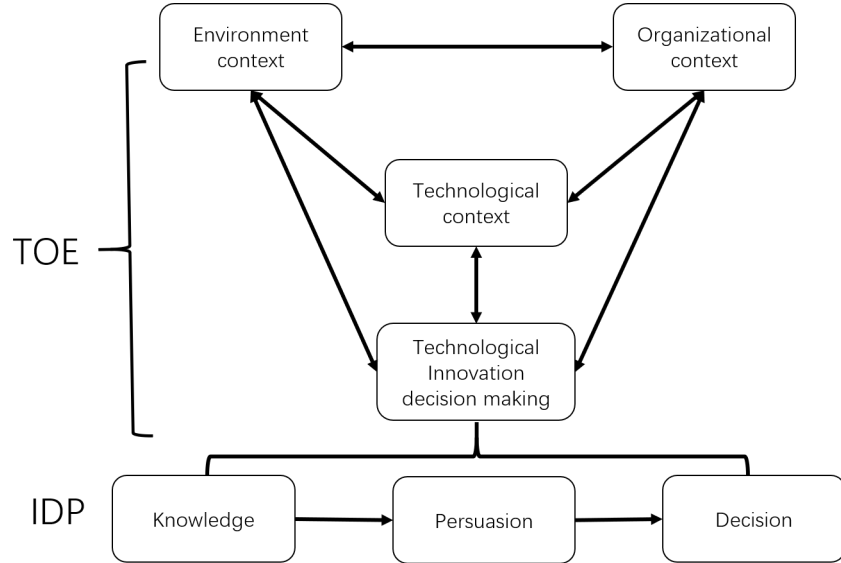 Environment
context
Organizational
context
Technological
context
TOE
Technological
Innovation
decision making
IDP
Knowledge
Persuasion
Decision